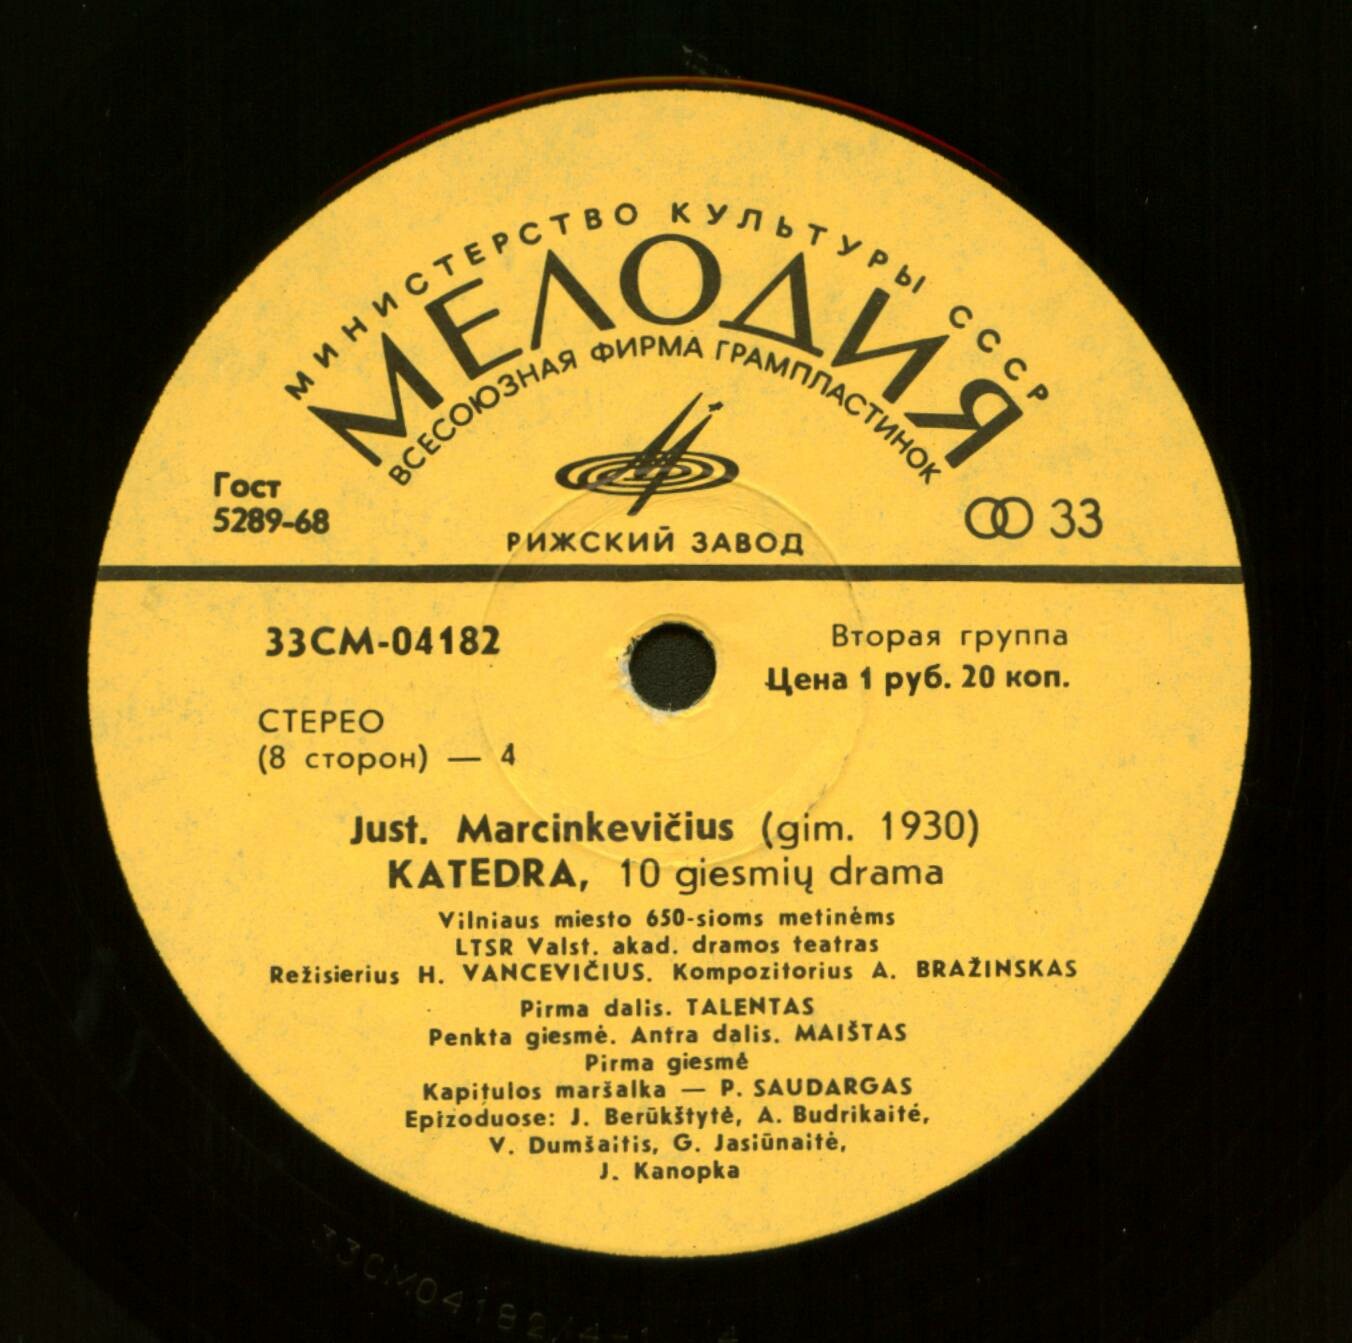 МИНИСТЕРСТВО КУЛЬТУРЫ СССР
МЕЛОДИЯ
ВСЕСОЮЗНАЯ ФИРМА ГРАМПЛАСТИНОК
Гост
5289-68
РИЖСКИЙ ЗАВОД
33
33СМ-04182
Вторая группа
Цена 1 руб. 20 коп.
СТЕРЕО
(8 сторон) — 4
Just. Marcinkevičius (gim. 1930)
KATEDRA, 10 giesmių drama
Vilniaus miesto 650-sioms metinėms
LTSR Valst. akad. dramos teatras
Režisierius H. VANCEVIČIUS. Kompozitorius A. BRAŽINSKAS
Pirma dalis. TALENTAS
Penkta giesmė. Antra dalis. MAIŠTAS
Pirma giesmė
Kapitulos maršalka — P. SAUDARGAS
Epizoduose: J. Berūkštytė, A. Budrikaitė,
V. Dumšaitis, G. Jasiūnaitė,
J. Kanopka
33СМ04182/4-1